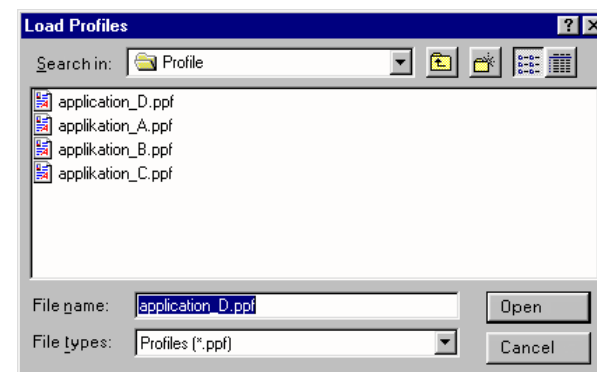 Load Profiles
Search in: Profile
application_D.ppf
applikation_A.ppf
applikation_B.ppf
applikation_C.ppf
File name: application_D.ppf Open
File types: Profiles (*.ppf) Cancel